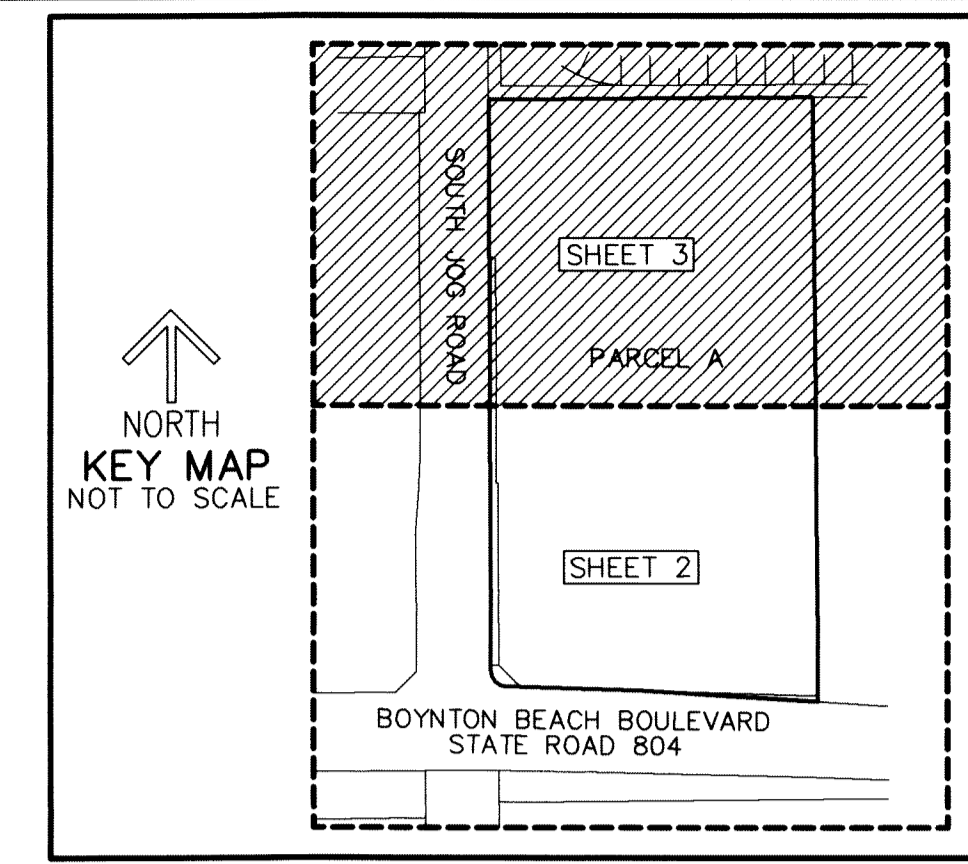 SOUTH JOG ROAD
SHEET 3
PARCEL A
NORTH
KEY MAP
NOT TO SCALE
SHEET 2
BOYNTON BEACH BOULEVARD
STATE ROAD 804